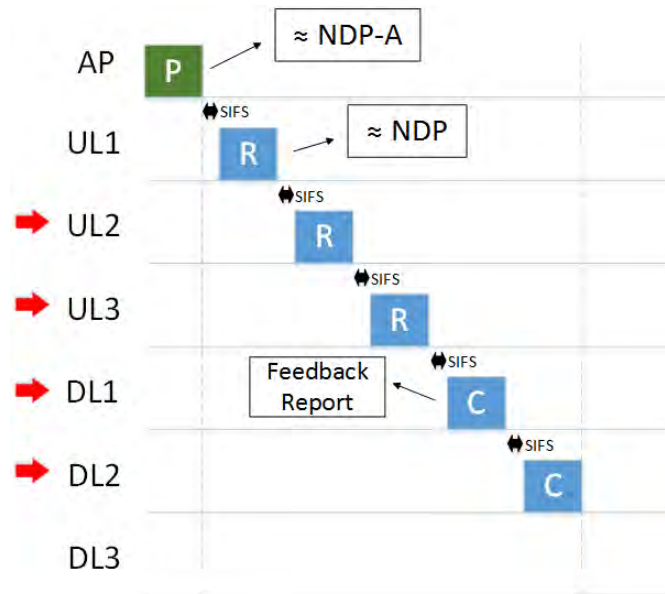 ≈ NDP-A
AP P
SIFS
UL1 R ≈ NDP
SIFS
UL2 R
SIFS
UL3 R
SIFS
Feedback
Report
DL1 C
SIFS
DL2 C
DL3